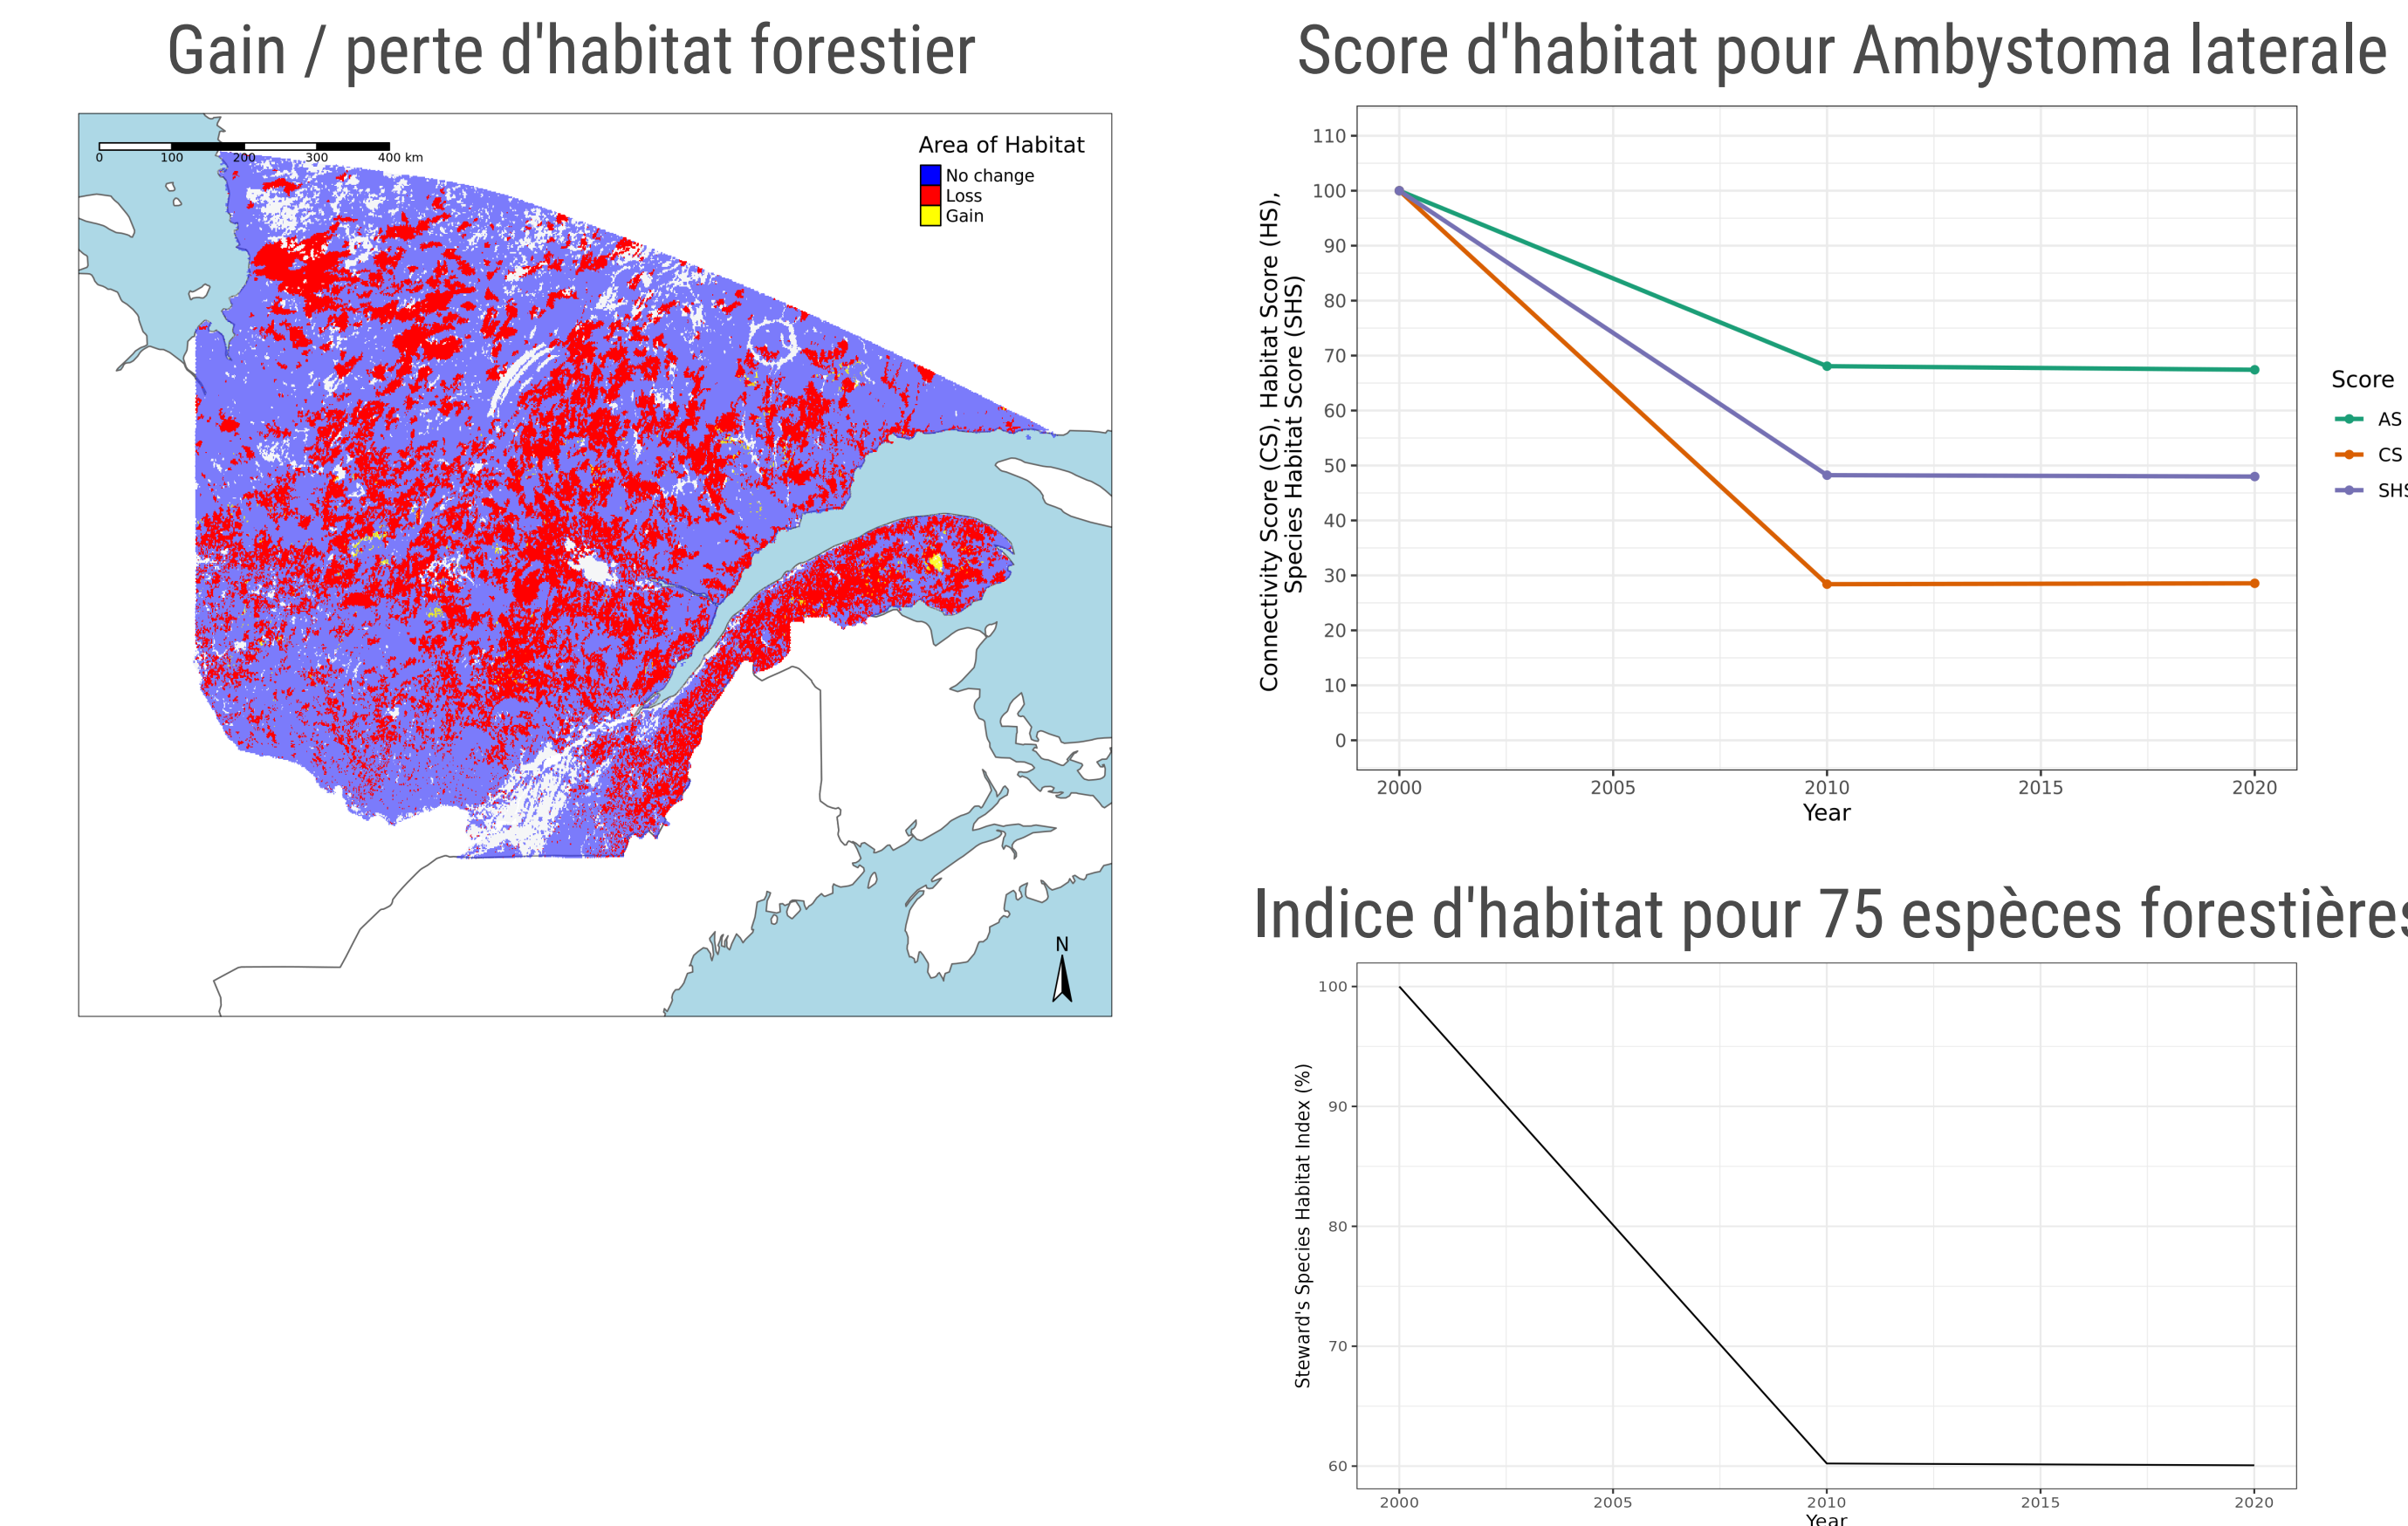 Gain / perte d'habitat forestier
0 100 200 300 400 km
Area of Habitat
No change
Loss
Gain
N
Score d'habitat pour Ambystoma laterale
Connectivity Score (CS), Habitat Score (HS),
Species Habitat Score (SHS)
110
100
90
80
70
60
50
40
30
20
10
0
2000 2005 2010 2015 2020
Year
Score
AS
CS
SHS
Indice d'habitat pour 75 espèces forestières
Steward's Species Habitat Index (%)
100
90
80
70
60
2000 2005 2010 2015 2020
Year